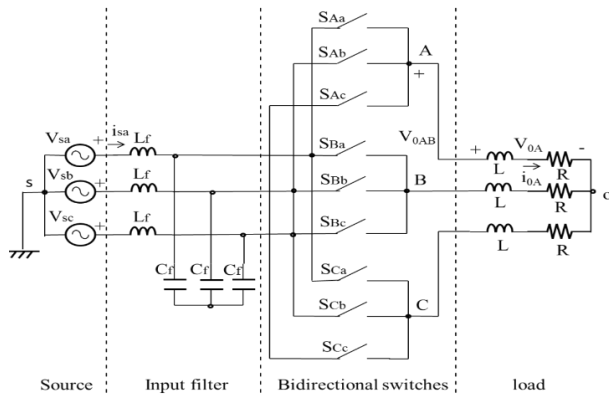 SAa
SAb
A
+
SAc
Vsa
+
isa
Lf
V0AB
SBa
+
V0A
-
L
i0A
R
s
Vsb
+
Lf
SBb
B
L
R
o
Vsc
+
Lf
SBc
L
R
Cf
Cf
Cf
SCa
SCb
C
SCc
Source
Input filter
Bidirectional switches
load